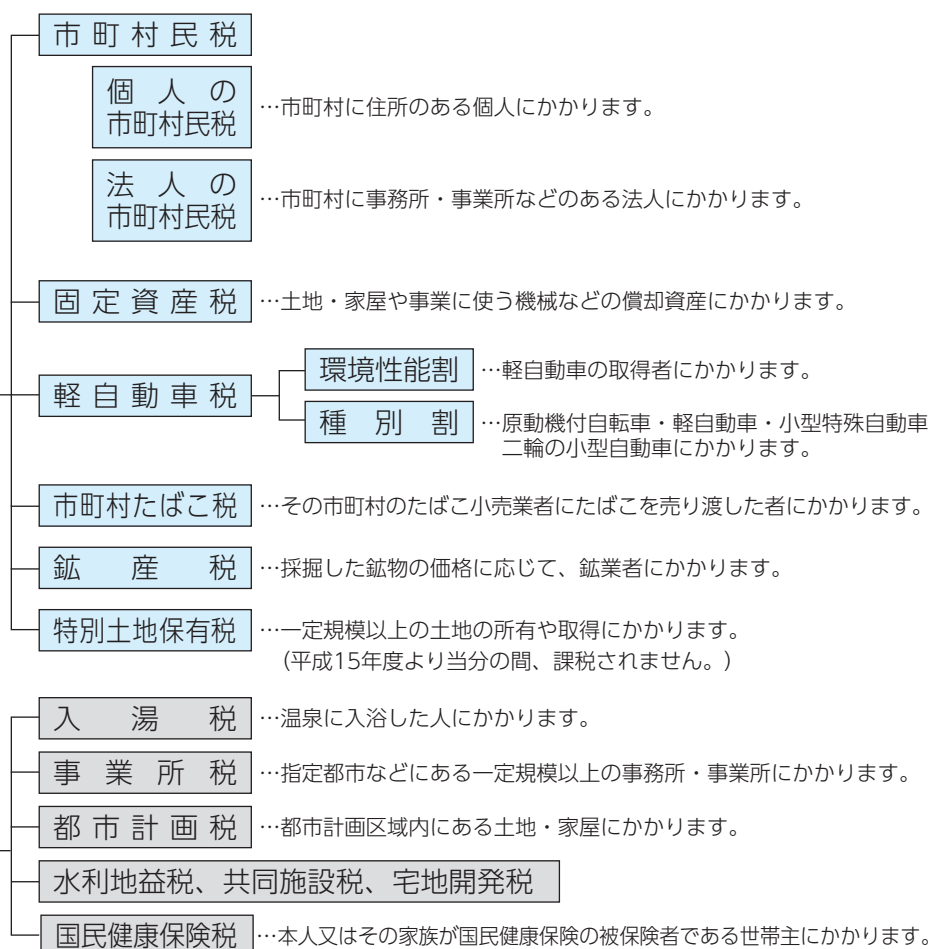 市町村民税
個人の
市町村民税
…市町村に住所のある個人にかかります。
法人の
市町村民税
…市町村に事務所・事業所などのある法人にかかります。
固定資産税
…土地・家屋や事業に使う機械などの償却資産にかかります。
軽自動車税
環境性能割
…軽自動車の取得者にかかります。
種別割
…原動機付自転車・軽自動車・小型特殊自動車
二輪の小型自動車にかかります。
市町村たばこ税
…その市町村のたばこ小売業者にたばこを売り渡した者にかかります。
鉱産税
…採掘した鉱物の価格に応じて、鉱業者にかかります。
特別土地保有税
…一定規模以上の土地の所有や取得にかかります。
(平成15年度より当分の間、課税されません。)
入湯税
…温泉に入浴した人にかかります。
事業所税
…指定都市などにある一定規模以上の事務所・事業所にかかります。
都市計画税
…都市計画区域内にある土地・家屋にかかります。
水利地益税、共同施設税、宅地開発税
国民健康保険税
…本人又はその家族が国民健康保険の被保険者である世帯主にかかります。